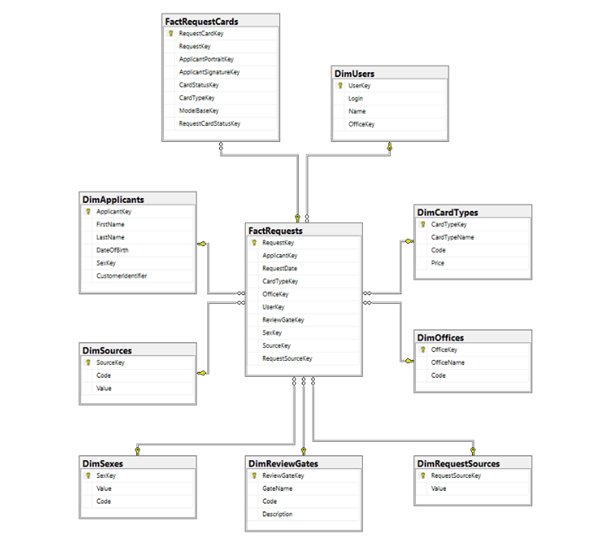 FactRequestCards
RequestCardKey
RequestKey
ApplicantPortraitKey
ApplicantSignatureKey
CardStatusKey
CardTypeKey
ModelBaseKey
RequestCardStatusKey
DimUsers
UserKey
Login
Name
OfficeKey
DimApplicants
ApplicantKey
FirstName
LastName
DateOfBirth
SexKey
CustomerIdentifier
FactRequests
RequestKey
ApplicantKey
RequestDate
CardTypeKey
OfficeKey
UserKey
ReviewGateKey
SexKey
SourceKey
RequestSourceKey
DimCardTypes
CardTypeKey
CardTypeName
Code
Price
DimSources
SourceKey
Code
Value
DimOffices
OfficeKey
OfficeName
Code
DimSexes
SexKey
Value
Code
DimReviewGates
ReviewGateKey
GateName
Code
Description
DimRequestSources
RequestSourceKey
Value